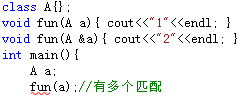 class A{};
void fun(A a){ cout<<"1"<<endl; }
void fun(A &a){ cout<<"2"<<endl; }
int main(){
    A a;
    fun(a);//有多个匹配